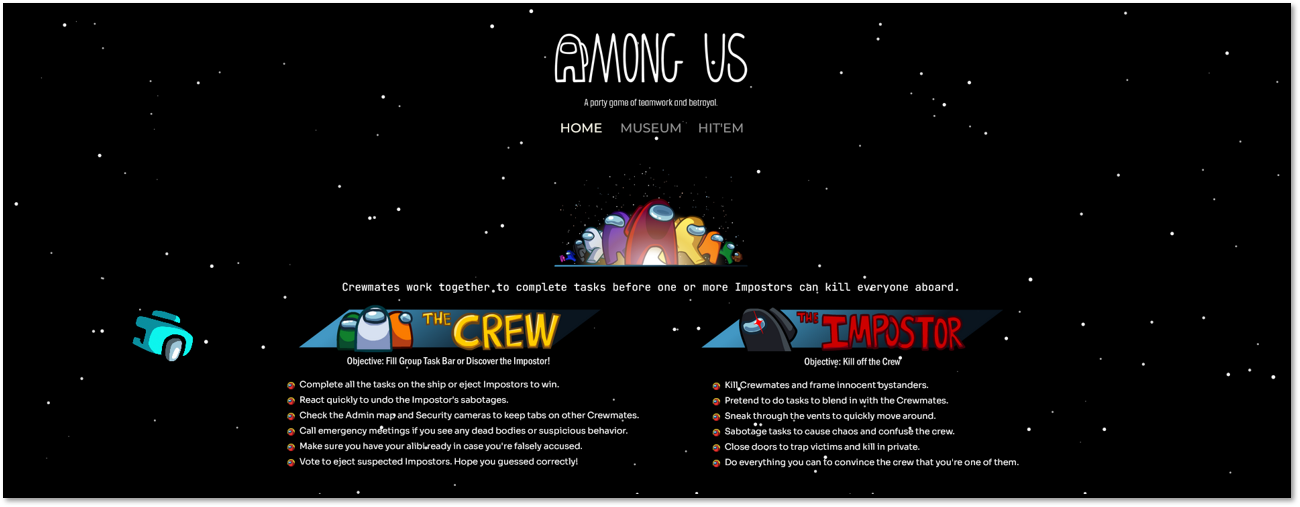 AMONG US
A party game of teamwork and betrayal.
HOME MUSEUM HIT'EM
Crewmates work together to complete tasks before one or more Impostors can kill everyone aboard.
THE CREW
Objective: Fill Group Task Bar or Discover the Impostor!
Complete all the tasks on the ship or eject Impostors to win.
React quickly to undo the Impostor's sabotages.
Check the Admin map and Security cameras to keep tabs on other Crewmates.
Call emergency meetings if you see any dead bodies or suspicious behavior.
Make sure you have your alibi ready in case you're falsely accused.
Vote to eject suspected Impostors. Hope you guessed correctly!
THE IMPOSTOR
Objective: Kill off the Crew
Kill Crewmates and frame innocent bystanders.
Pretend to do tasks to blend in with the Crewmates.
Sneak through the vents to quickly move around.
Sabotage tasks to cause chaos and confuse the crew.
Close doors to trap victims and kill in private.
Do everything you can to convince the crew that you're one of them.